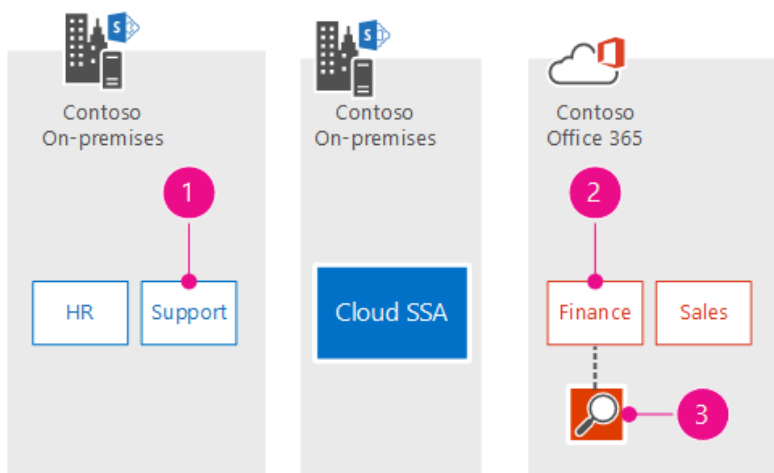 S
Contoso
On-premises
1
HR
Support
S
Contoso
On-premises
Cloud SSA
Contoso
Office 365
2
Finance
Sales
3